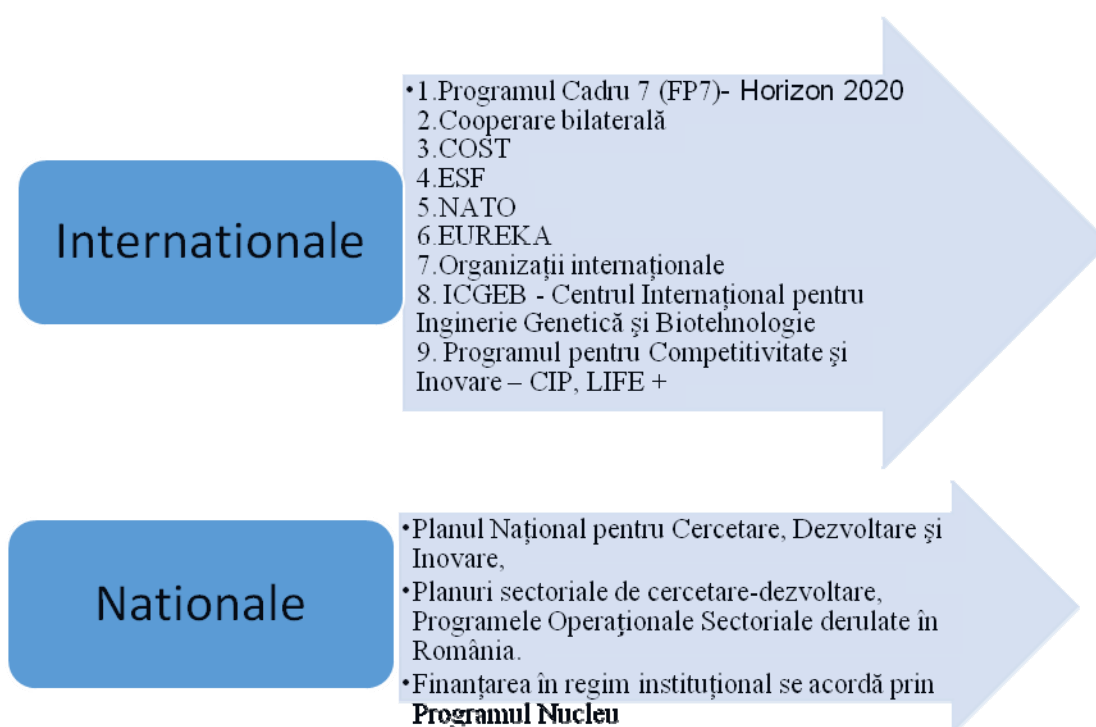 Internationale
•1.Programul Cadru 7 (FP7)- Horizon 2020
2.Cooperare bilaterală
3.COST
4.ESF
5.NATO
6.EUREKA
7.Organizații internaționale
8. ICGEB - Centrul Internațional pentru
Inginerie Genetică şi Biotehnologie
9. Programul pentru Competitivitate şi
Inovare – CIP, LIFE +
Nationale
•Planul Național pentru Cercetare, Dezvoltare şi
Inovare,
•Planuri sectoriale de cercetare-dezvoltare,
Programele Operaționale Sectoriale derulate în
România.
•Finanțarea în regim instituțional se acordă prin
Programul Nucleu